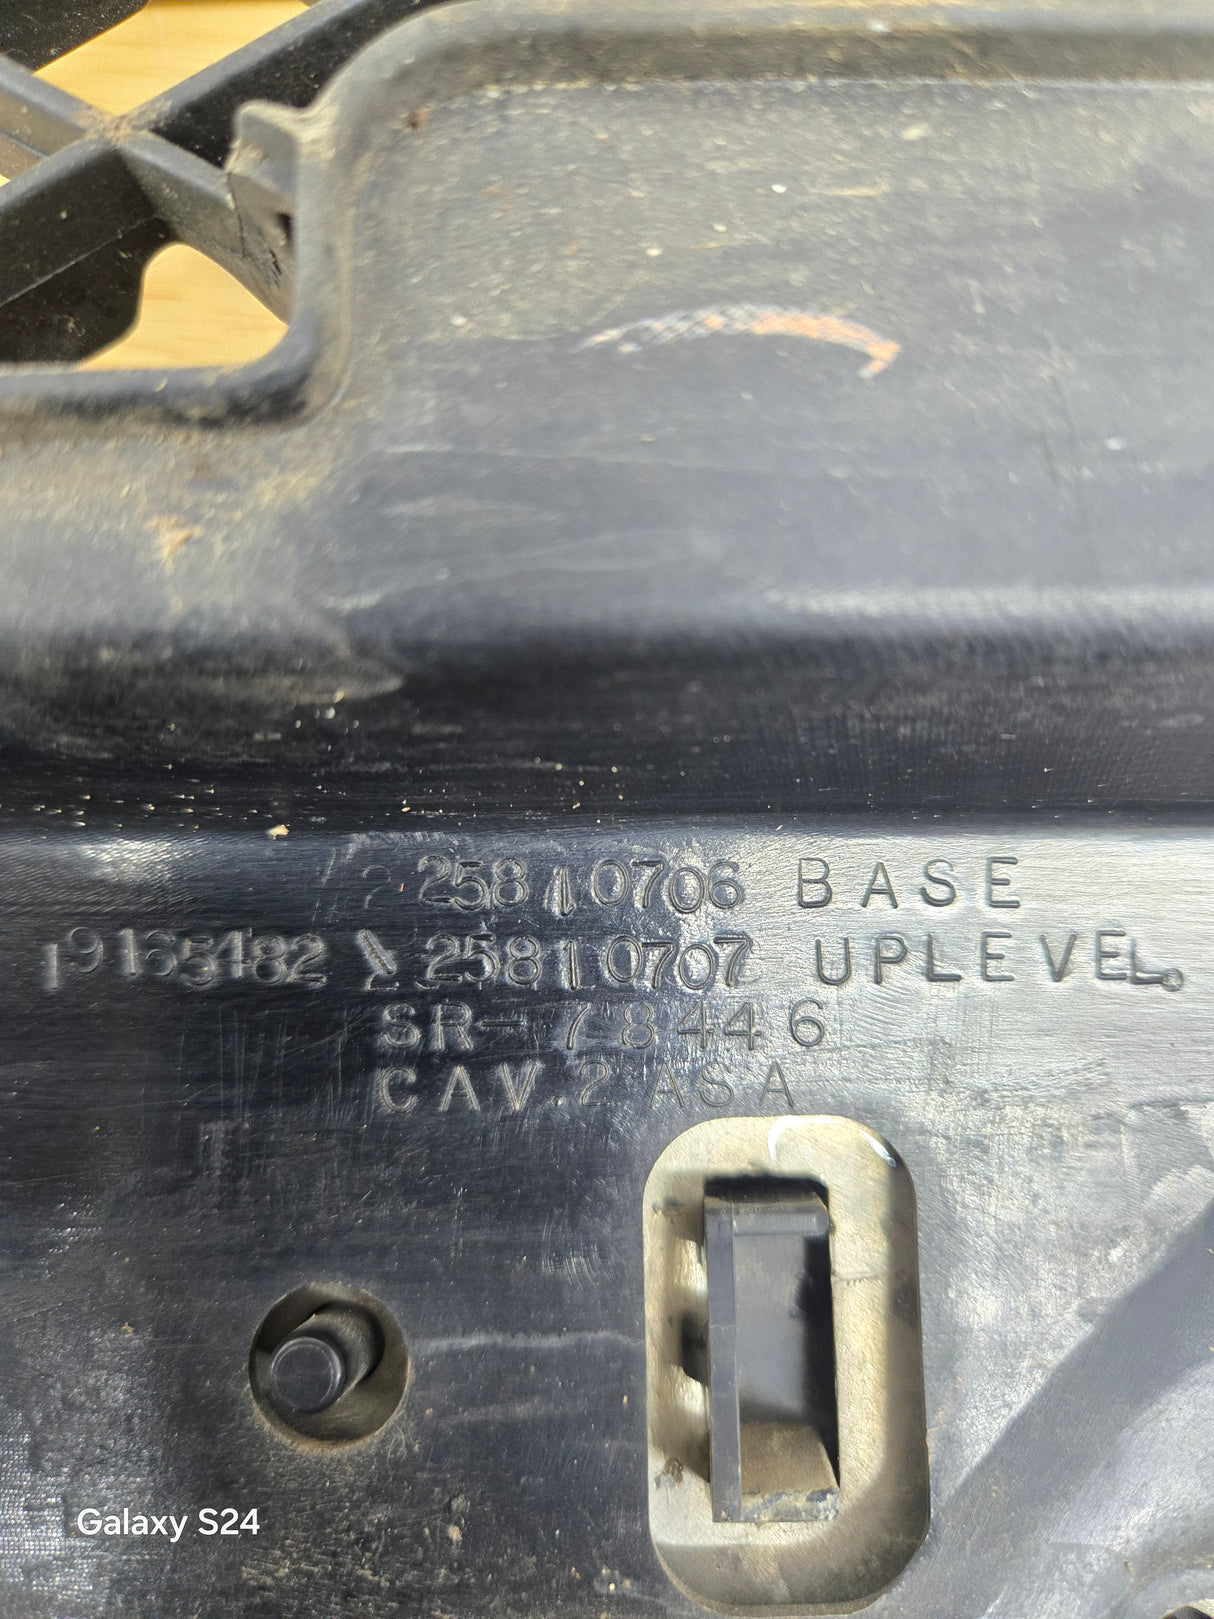 25810706 BASE
19165482 25810707 UPLEVEL
SR-78446
CAV.2 ASA
Galaxy S24